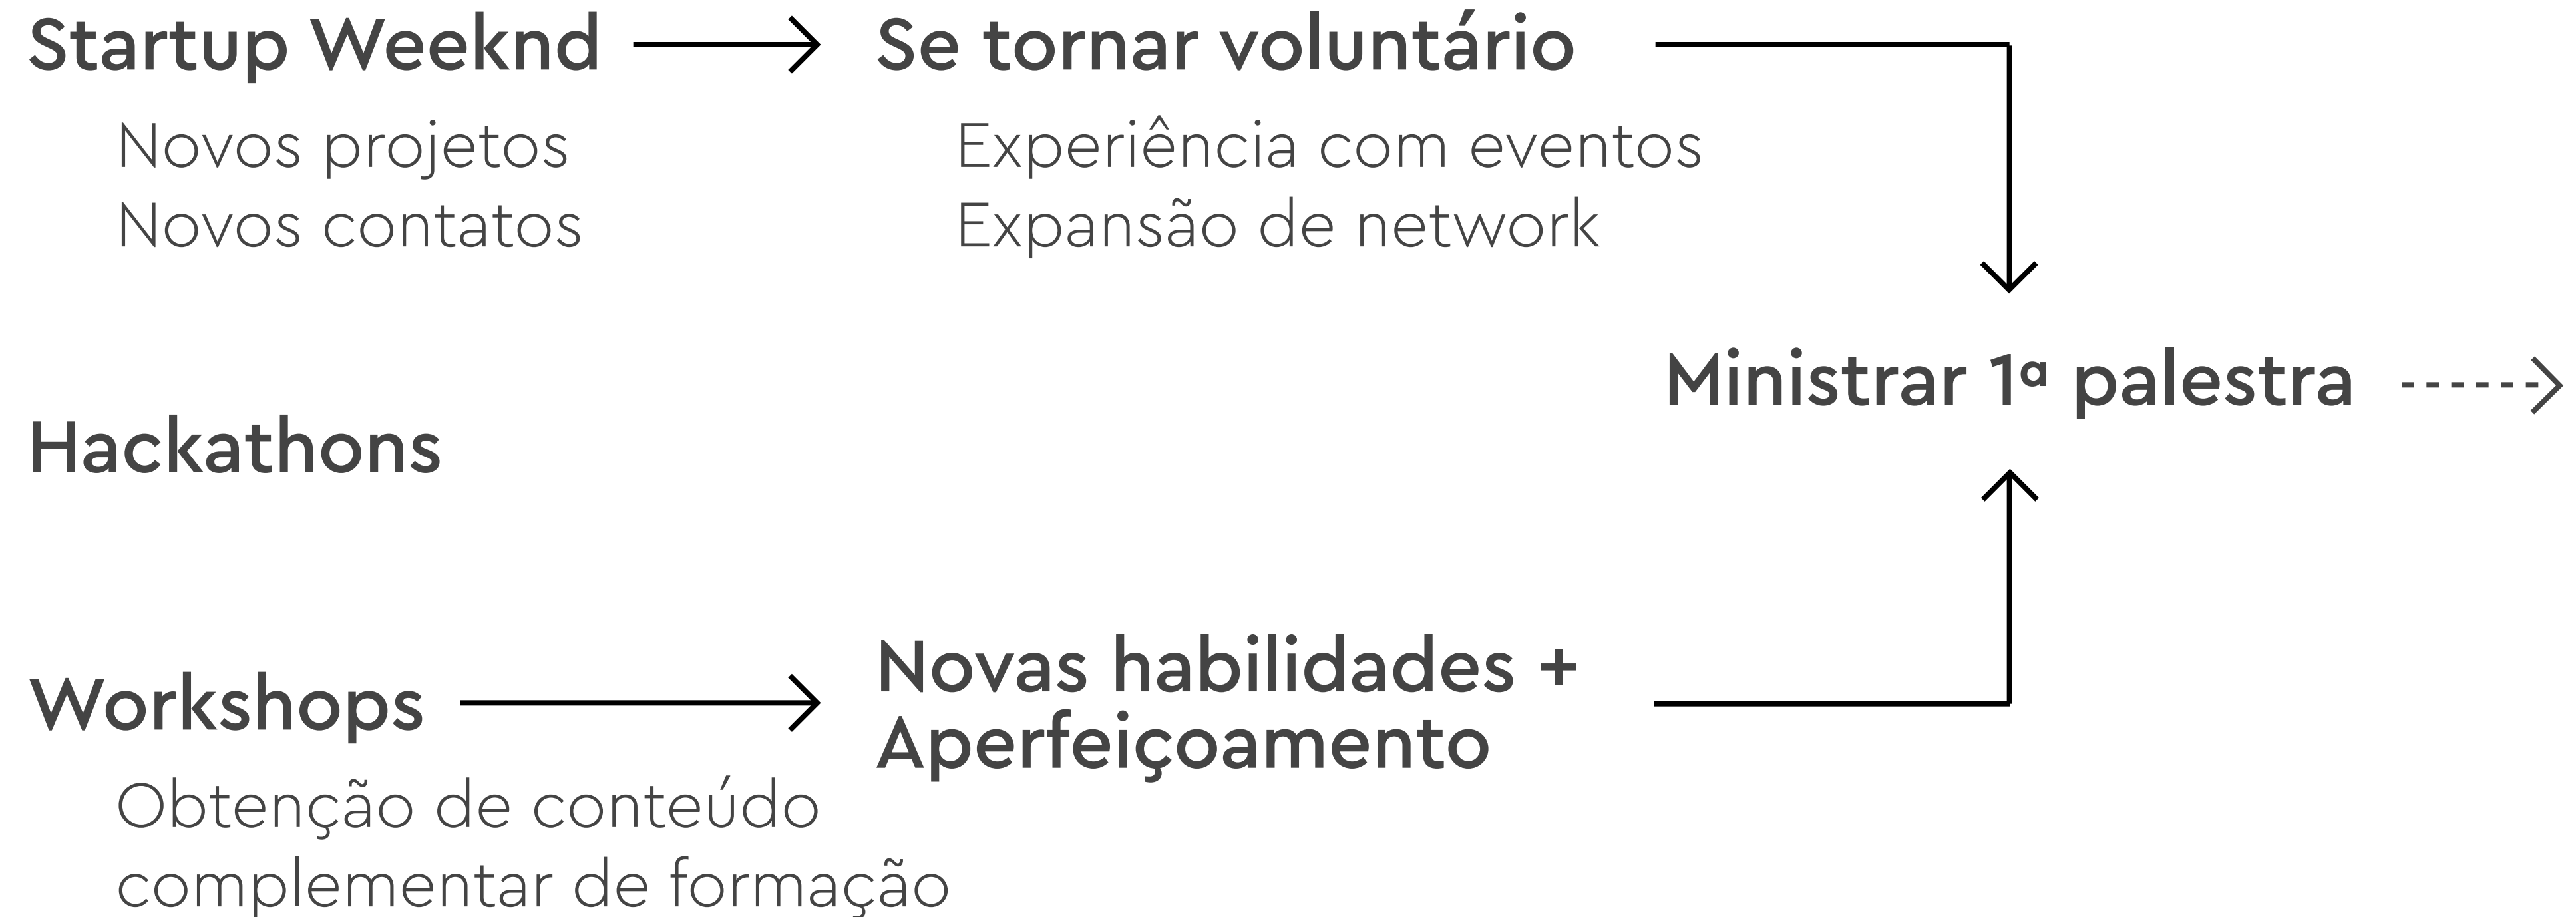 Startup Weeknd
Novos projetos
Novos contatos
Se tornar voluntário
Experiência com eventos
Expansão de network
Ministrar 1ª palestra
Hackathons
Workshops
Obtenção de conteúdo
complementar de formação
Novas habilidades +
Aperfeiçoamento